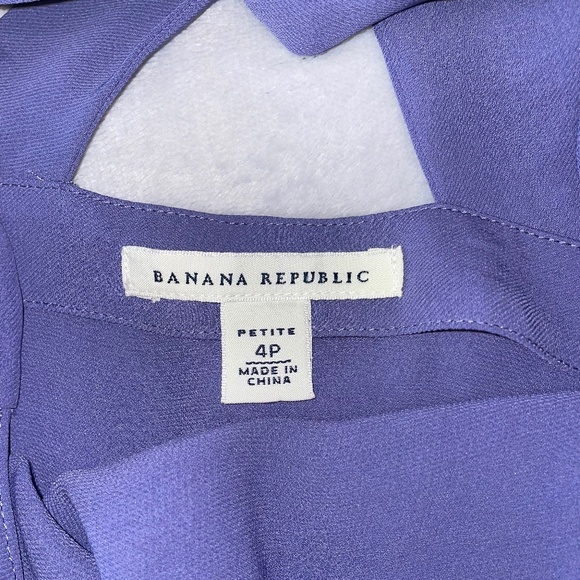 BANANA REPUBLIC
PETITE
4P
MADE IN
CHINA